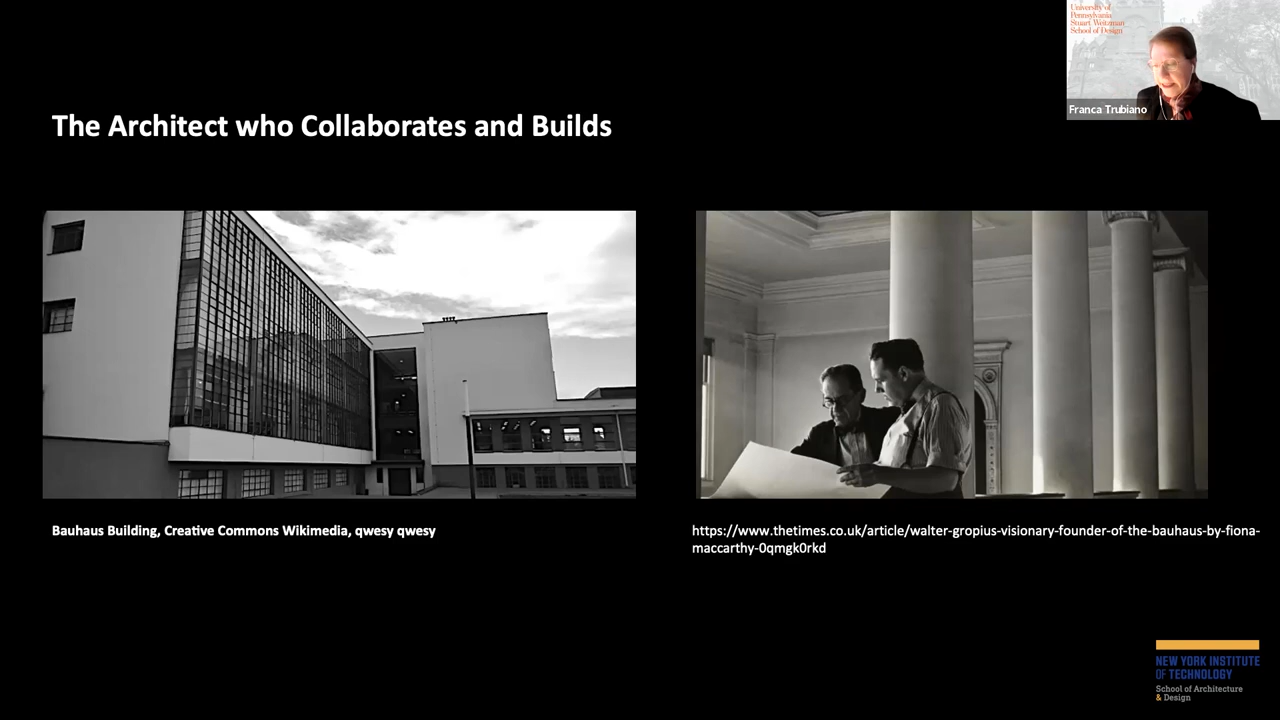 University of
Pennsylvania
Stuart Weitzman
School of Design
Franca Trubiano
The Architect who Collaborates and Builds
Bauhaus Building, Creative Commons Wikimedia, qwesy qwesy
https://www.thetimes.co.uk/article/walter-gropius-visionary-founder-of-the-bauhaus-by-fiona-
maccarthy-0qmgk0rkd
NEW YORK INSTITUTE
OF TECHNOLOGY
School of Architecture
& Design